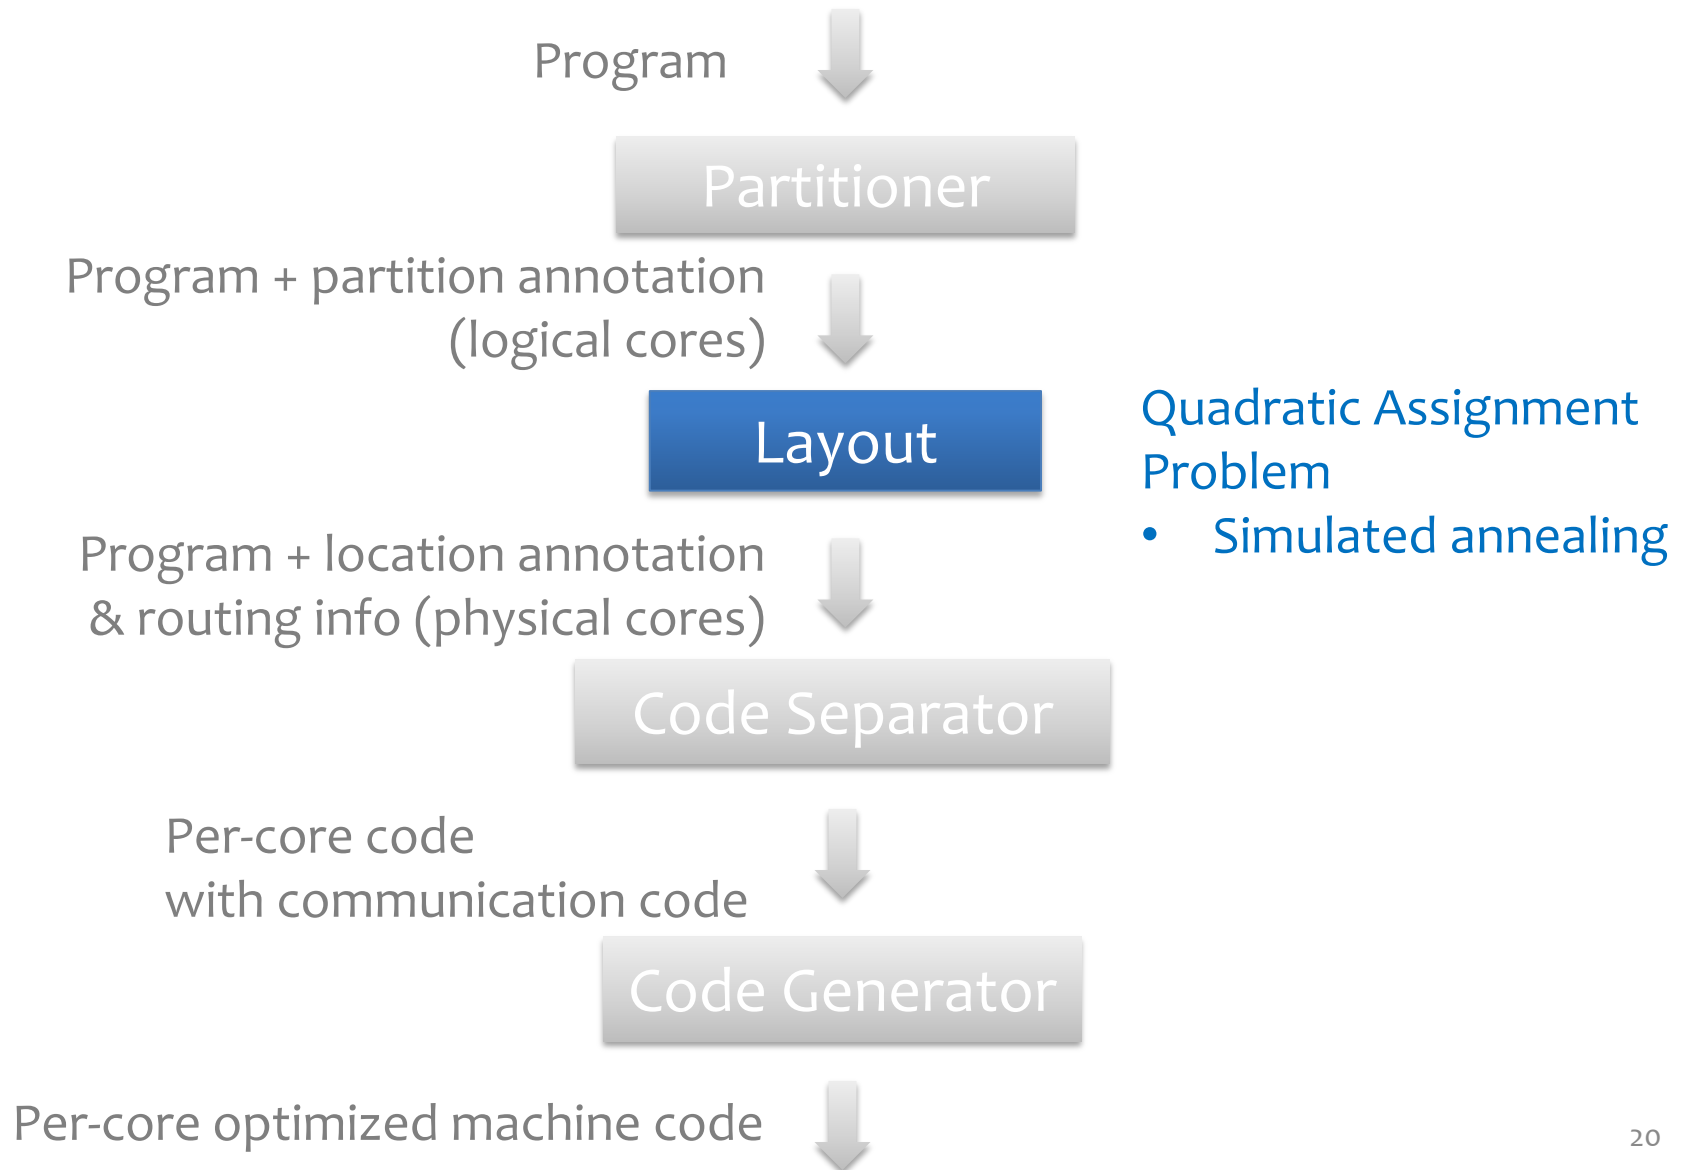 Program
Partitioner
Program + partition annotation
(logical cores)
Layout
Quadratic Assignment
Problem
• Simulated annealing
Program + location annotation
& routing info (physical cores)
Code Separator
Per-core code
with communication code
Code Generator
Per-core optimized machine code
20